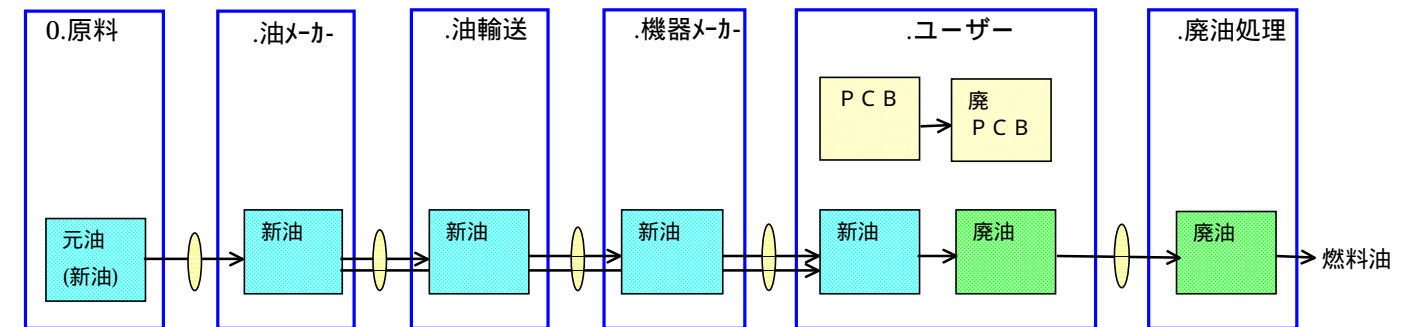 0.原料
.油ﾒｰｶ-
.油輸送
.機器ﾒｰｶ-
.ユーザー
.廃油処理
ＰＣＢ
廃
ＰＣＢ
元油
(新油)
新油
新油
新油
新油
廃油
廃油
燃料油